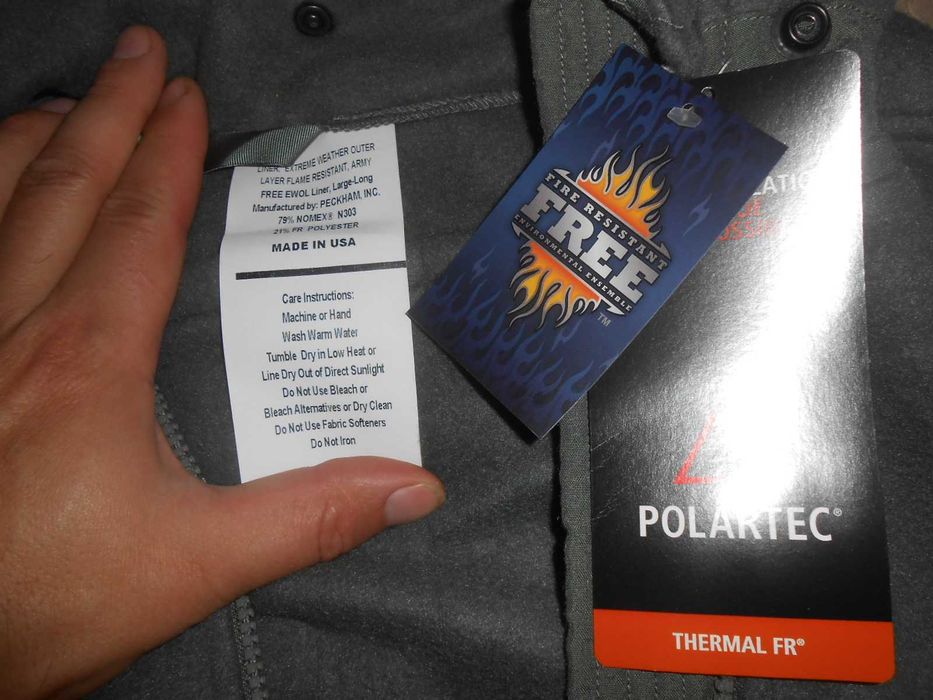 LINER, EXTREME WEATHER OUTER
LAYER FLAME RESISTANT, ARMY
FREE EWOL Liner, Large-Long
Manufactured by: PECKHAM, INC.
79% NOMEX® N303
21% FR POLYESTER
MADE IN USA
Care Instructions:
Machine or Hand
Wash Warm Water
Tumble Dry in Low Heat or
Line Dry Out of Direct Sunlight
Do Not Use Bleach or
Bleach Alternatives or Dry Clean
Do Not Use Fabric Softeners
Do Not Iron
FIRE RESISTANT
FREE
ENVIRONMENTAL ENSEMBLE
TM
POLARTEC®
THERMAL FR®